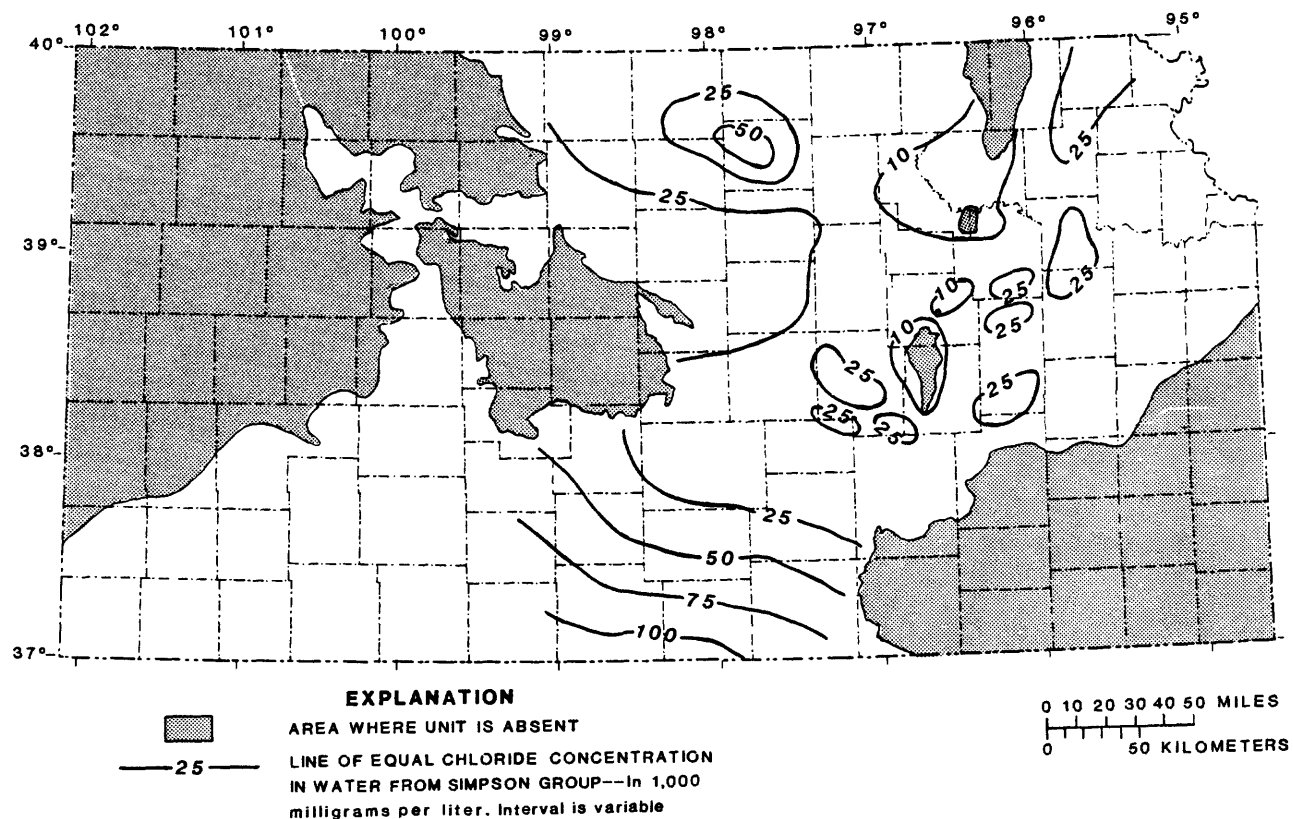 102° 101° 100° 99° 98° 97° 96° 95°
40°
39°
38°
37°
25
50
25
10
25
10
25
25
25
10
25
25
25
25
25
50
75
100
EXPLANATION
AREA WHERE UNIT IS ABSENT
25 LINE OF EQUAL CHLORIDE CONCENTRATION
IN WATER FROM SIMPSON GROUP--In 1,000
milligrams per liter. Interval is variable
0 10 20 30 40 50 MILES
0 50 KILOMETERS